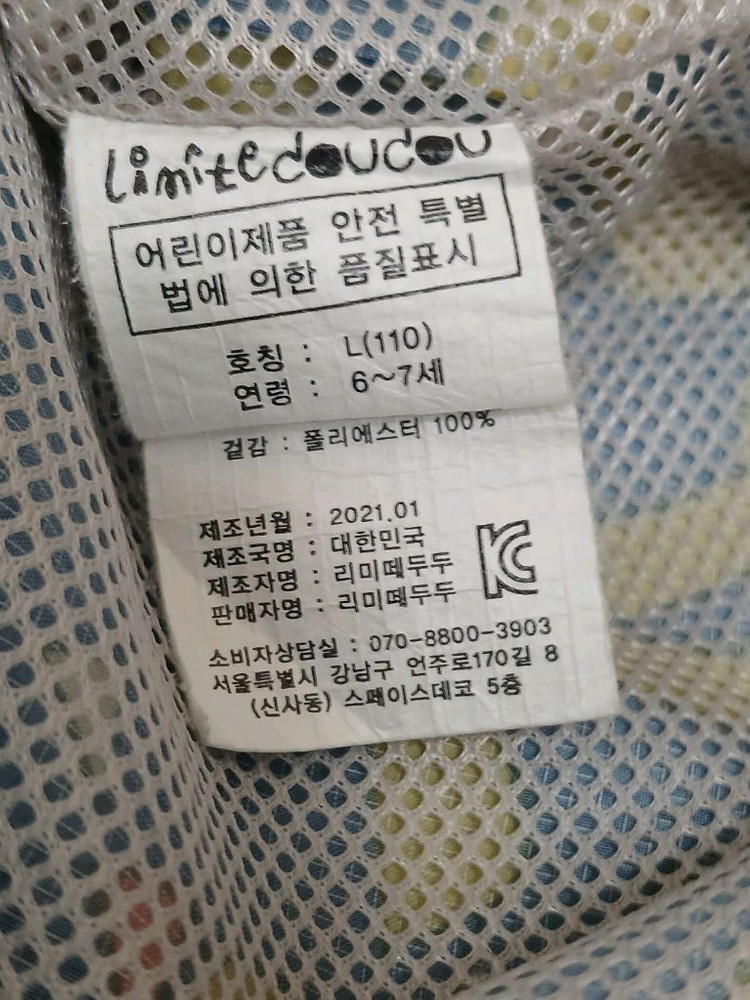 limitedoudou
어린이제품 안전 특별
법에 의한 품질표시
호칭 : L(110)
연령 : 6~7세
겉감 : 폴리에스터 100%
제조년월 : 2021.01
제조국명 : 대한민국
제조자명 : 리미떼두두
판매자명 : 리미떼두두
KC
소비자상담실 : 070-8800-3903
서울특별시 강남구 언주로170길 8
(신사동) 스페이스데코 5층